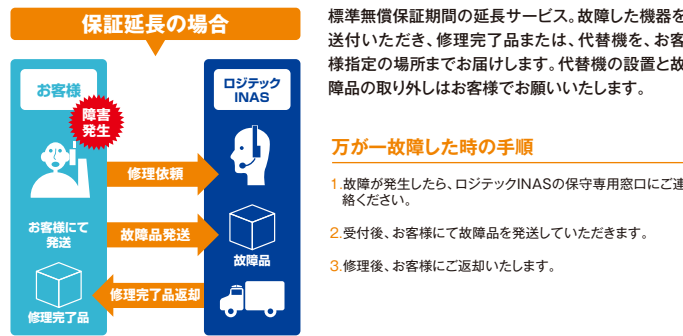 保証延長の場合
お客様
障害
発生
ロジテック
INAS
修理依頼
お客様にて
発送
故障品発送
故障品
修理完了品返却
修理完了品
標準無償保証期間の延長サービス。故障した機器を
送付いただき、修理完了品または、代替機を、お客
様指定の場所までお届けします。代替機の設置と故
障品の取り外しはお客様でお願いいたします。
万が一故障した時の手順
1.故障が発生したら、ロジテックINASの保守専用窓口にご連
絡ください。
2.受付後、お客様にて故障品を発送していただきます。
3.修理後、お客様にご返却いたします。